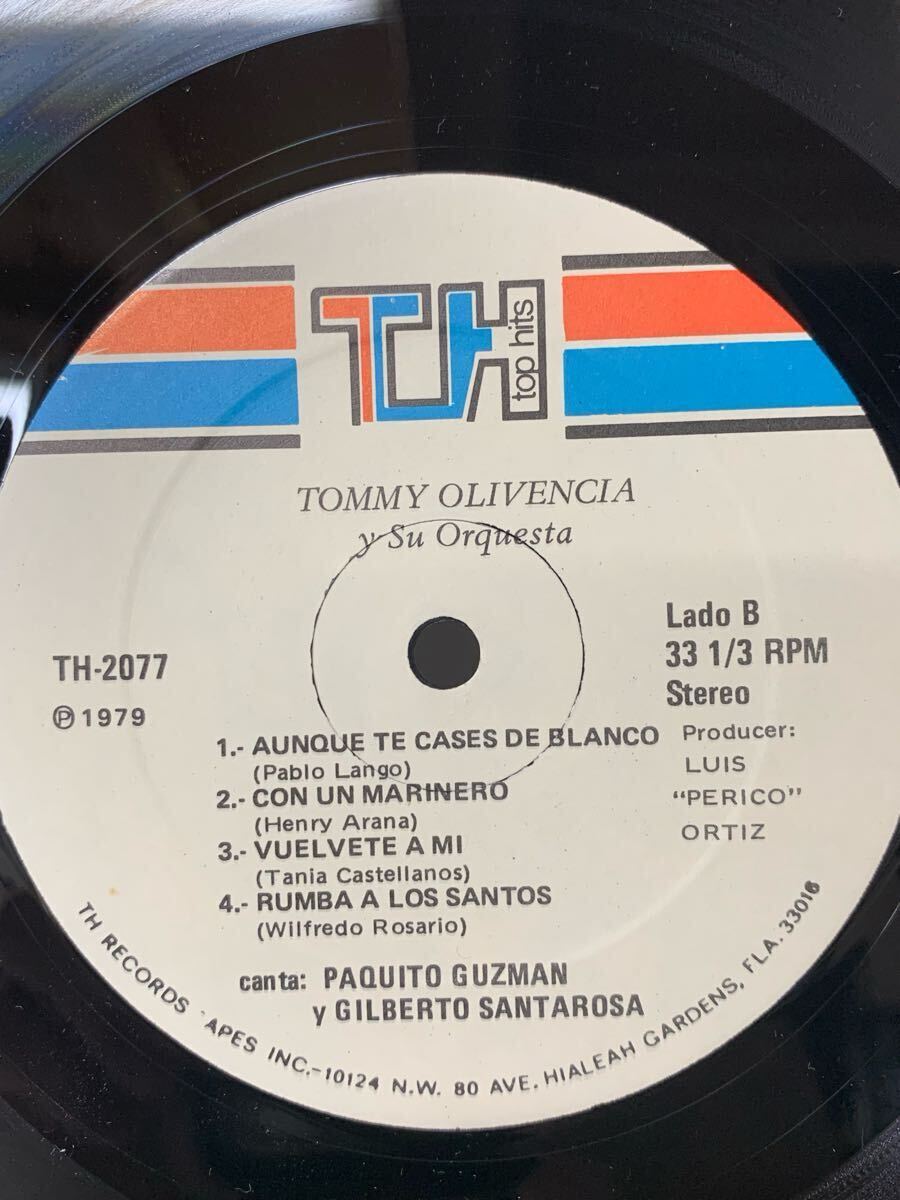 TH top hits
TOMMY OLIVENCIA
y Su Orquesta
Lado B
33 1/3 RPM
Stereo
TH-2077
℗ 1979
Producer:
LUIS
"PERICO"
ORTIZ
1.- AUNQUE TE CASES DE BLANCO
(Pablo Lango)
2.- CON UN MARINERO
(Henry Arana)
3.- VUELVETE A MI
(Tania Castellanos)
4.- RUMBA A LOS SANTOS
(Wilfredo Rosario)
canta: PAQUITO GUZMAN
y GILBERTO SANTAROSA
TH RECORDS · APES INC.-10124 N.W. 80 AVE. HIALEAH GARDENS, FLA. 33016